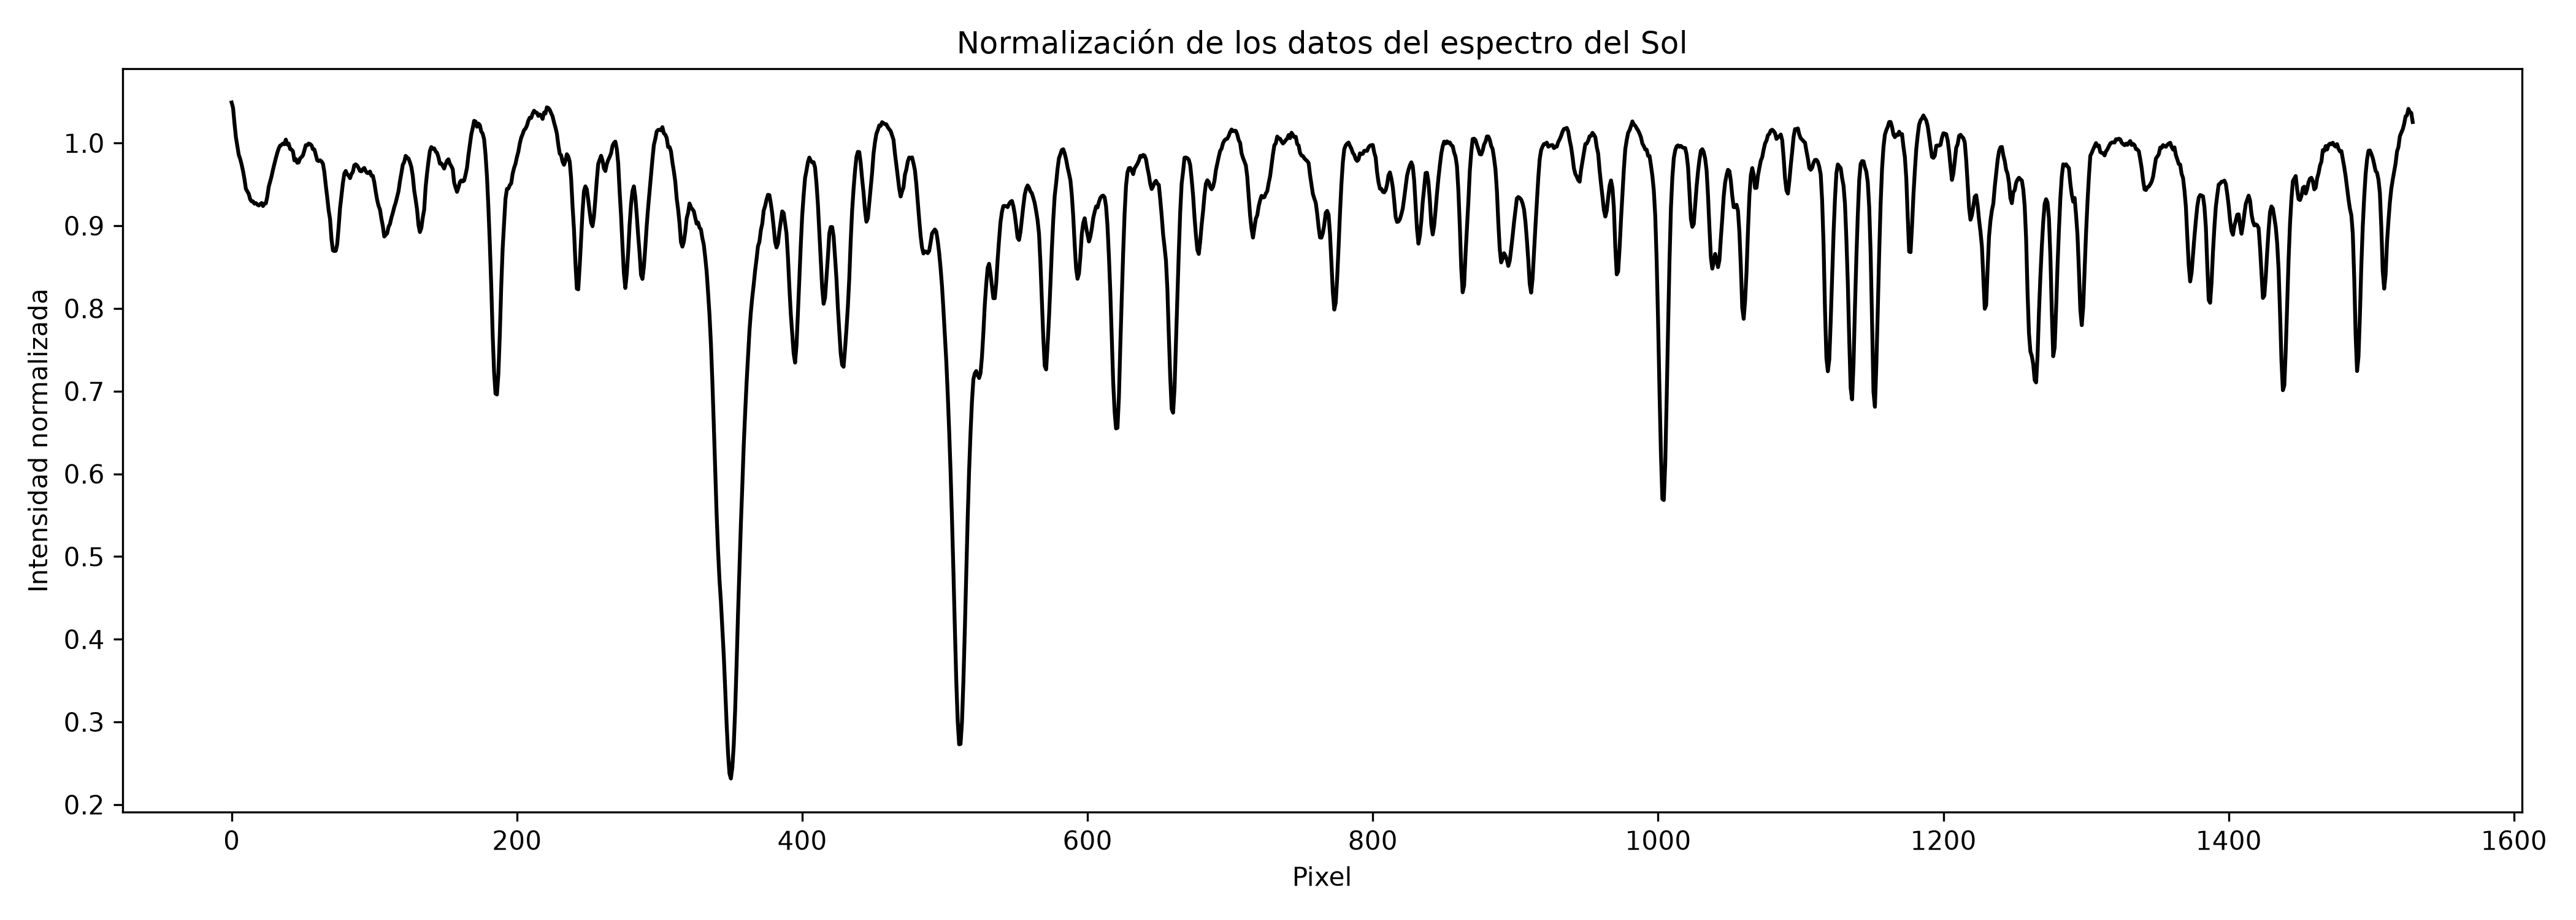 Normalización de los datos del espectro del Sol
Intensidad normalizada
1.0
0.9
0.8
0.7
0.6
0.5
0.4
0.3
0.2
0 200 400 600 800 1000 1200 1400 1600
Pixel